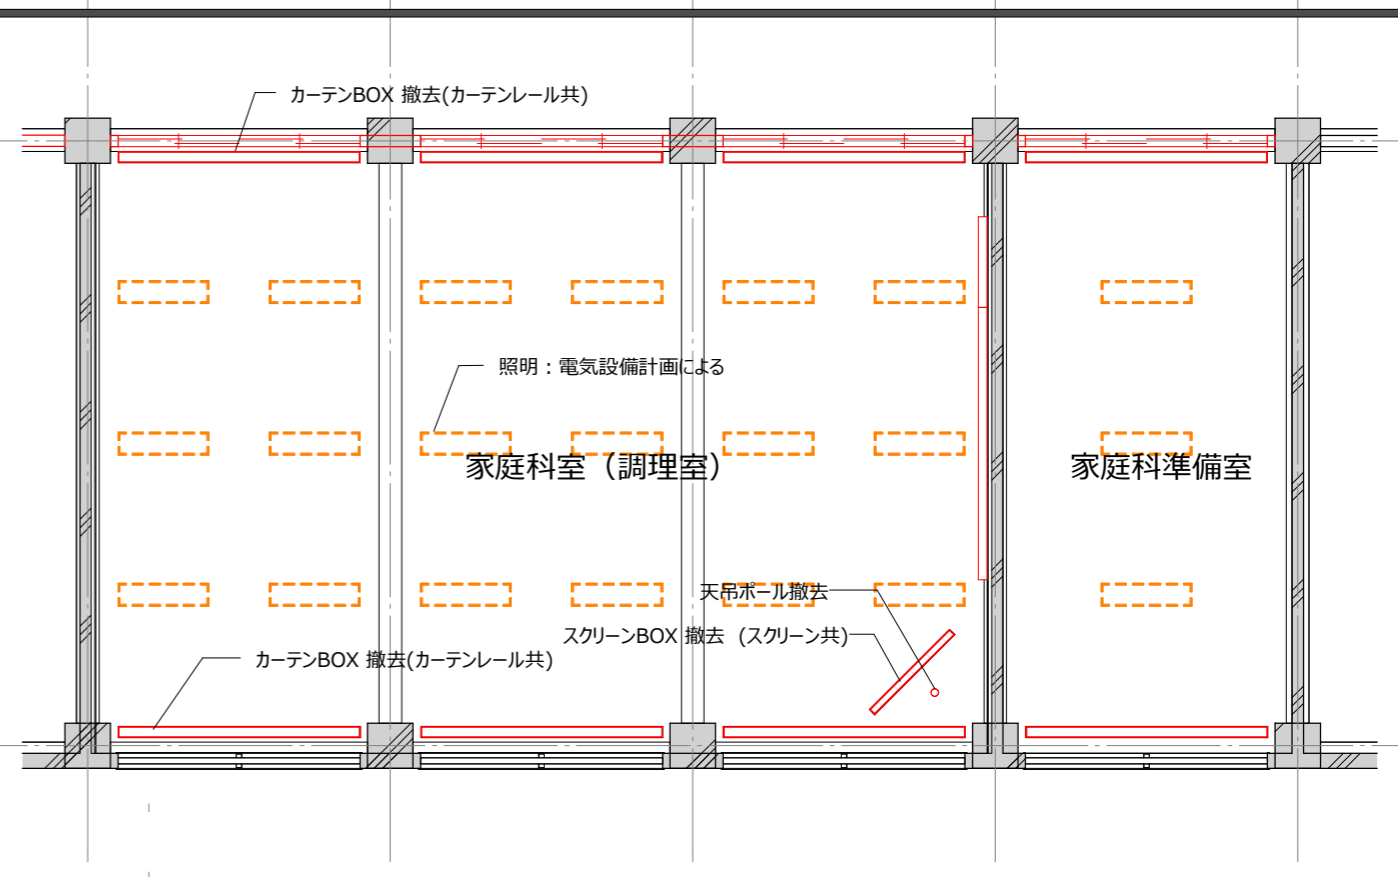 カーテンBOX 撤去(カーテンレール共)
照明：電気設備計画による
家庭科室（調理室）
家庭科準備室
天吊ポール撤去
スクリーンBOX 撤去 (スクリーン共)
カーテンBOX 撤去(カーテンレール共)